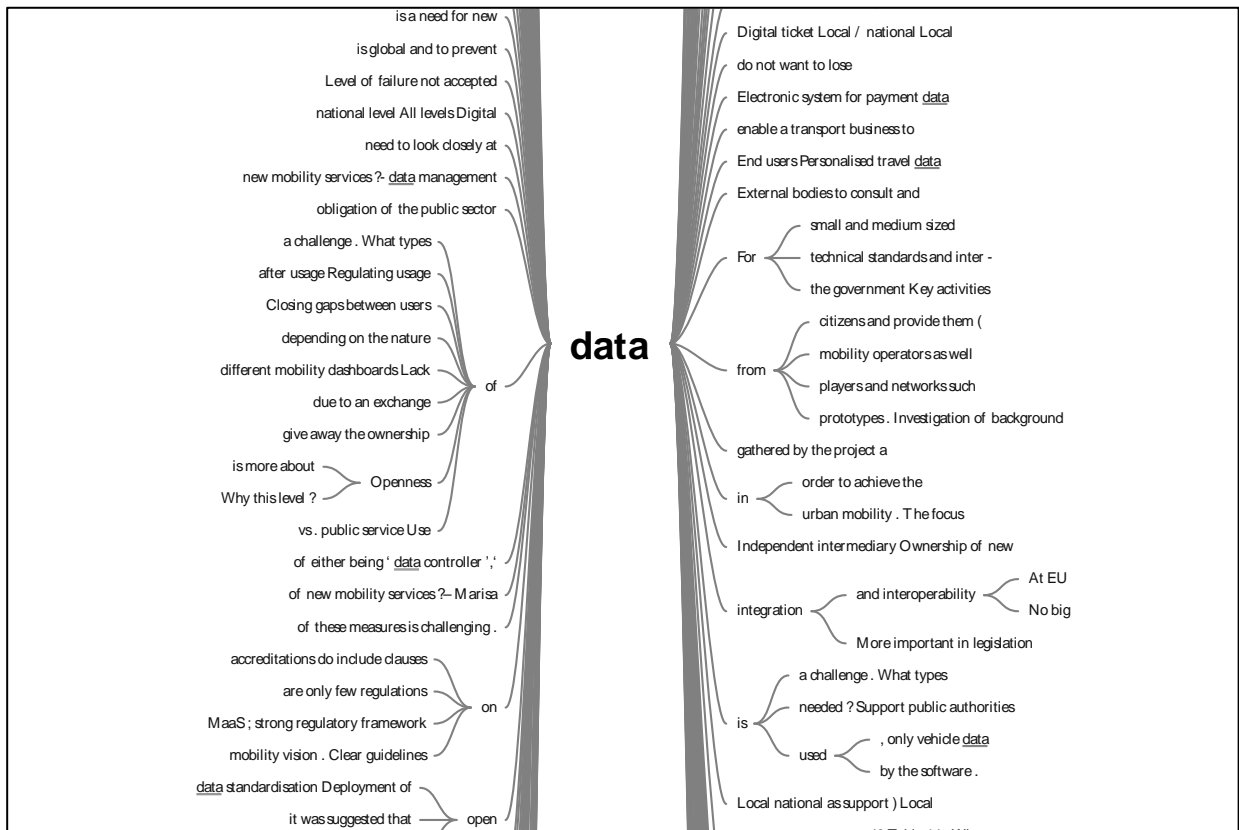 is a need for new
is global and to prevent
Level of failure not accepted
national level All levels Digital
need to look closely at
new mobility services ?- data management
obligation of the public sector
a challenge . What types
after usage Regulating usage
Closing gaps between users
depending on the nature
different mobility dashboards Lack
due to an exchange
give away the ownership
is more about
Why this level ?
Openness
vs . public service Use
of
of either being ‘ data controller ’,‘
of new mobility services ?– Marisa
of these measures is challenging .
accreditations do include clauses
are only few regulations
MaaS ; strong regulatory framework
mobility vision . Clear guidelines
on
data standardisation Deployment of
it was suggested that
open
data
Digital ticket Local / national Local
do not want to lose
Electronic system for payment data
enable a transport business to
End users Personalised travel data
External bodies to consult and
For
small and medium sized
technical standards and inter -
the government Key activities
from
citizens and provide them (
mobility operators as well
players and networks such
prototypes . Investigation of background
gathered by the project a
in
order to achieve the
urban mobility . The focus
Independent intermediary Ownership of new
integration
and interoperability
At EU
No big
More important in legislation
is
a challenge . What types
needed ? Support public authorities
used
, only vehicle data
by the software .
Local national as support ) Local